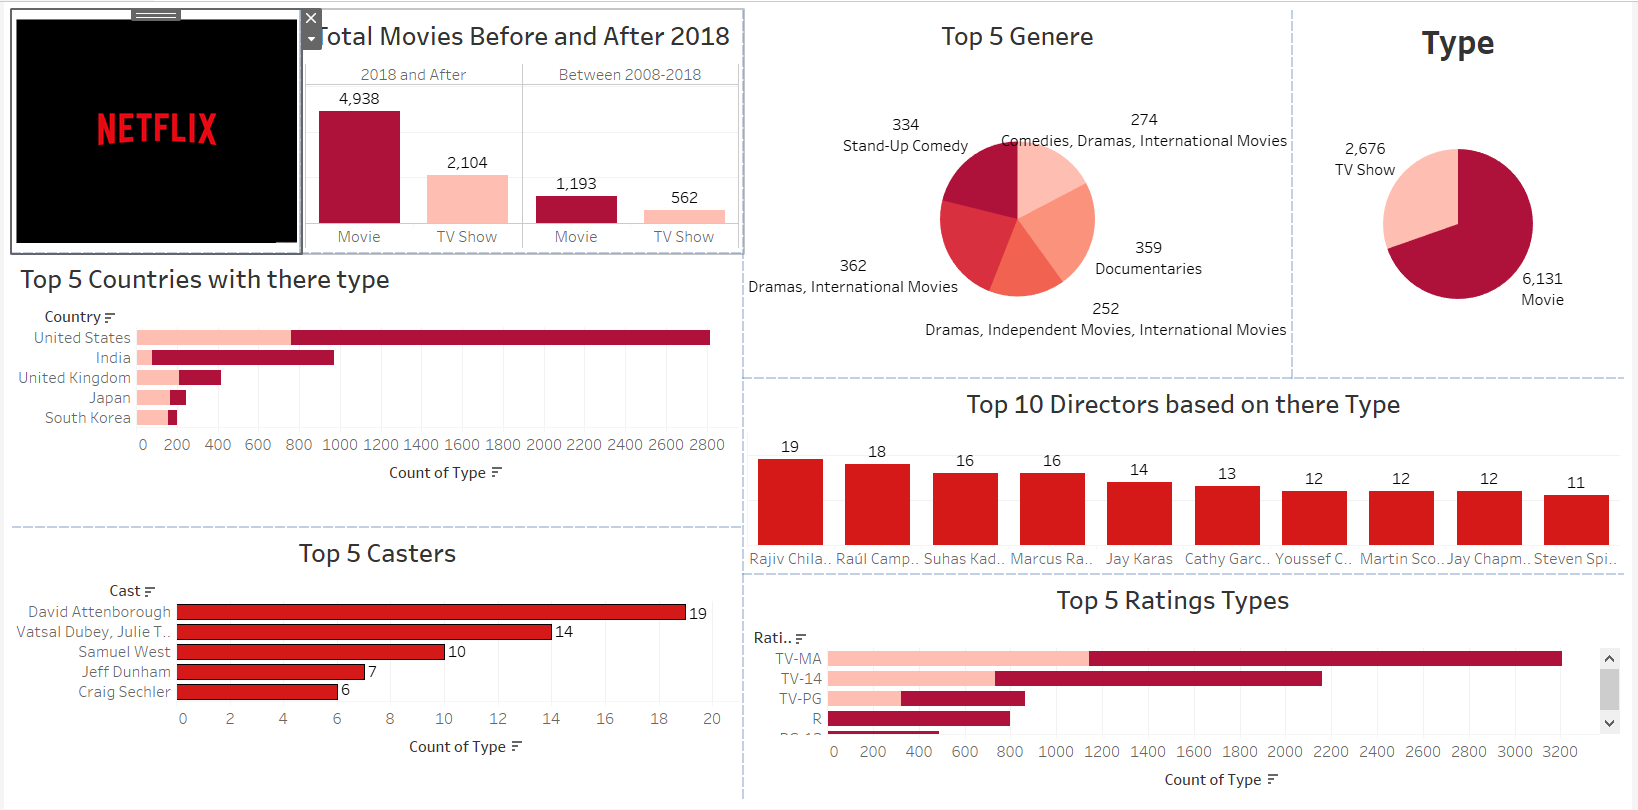 NETFLIX
Total Movies Before and After 2018
2018 and After
Between 2008-2018
4,938
2,104
1,193
562
Movie
TV Show
Movie
TV Show
Top 5 Genere
334
Stand-Up Comedy
274
Comedies, Dramas, International Movies
359
Documentaries
362
Dramas, International Movies
252
Dramas, Independent Movies, International Movies
Type
2,676
TV Show
6,131
Movie
Top 5 Countries with there type
Country
United States
India
United Kingdom
Japan
South Korea
0 200 400 600 800 1000 1200 1400 1600 1800 2000 2200 2400 2600 2800
Count of Type
Top 10 Directors based on there Type
19 18 16 16 14 13 12 12 12 11
Rajiv Chila.. Raúl Camp.. Suhas Kad.. Marcus Ra.. Jay Karas Cathy Garc.. Youssef C.. Martin Sco.. Jay Chapm.. Steven Spi..
Top 5 Casters
Cast
David Attenborough 19
Vatsal Dubey, Julie T.. 14
Samuel West 10
Jeff Dunham 7
Craig Sechler 6
0 2 4 6 8 10 12 14 16 18 20
Count of Type
Top 5 Ratings Types
Rati..
TV-MA
TV-14
TV-PG
R
0 200 400 600 800 1000 1200 1400 1600 1800 2000 2200 2400 2600 2800 3000 3200
Count of Type